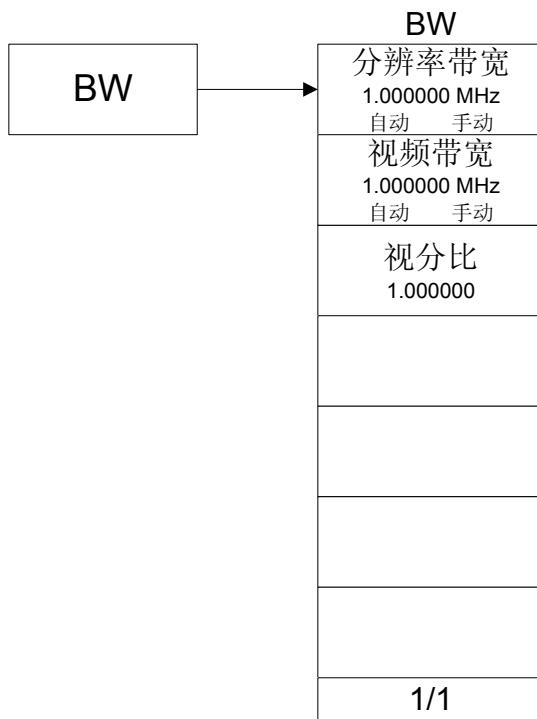 BW
BW
分辨率带宽
1.000000 MHz
自动 手动
视频带宽
1.000000 MHz
自动 手动
视分比
1.000000
1/1